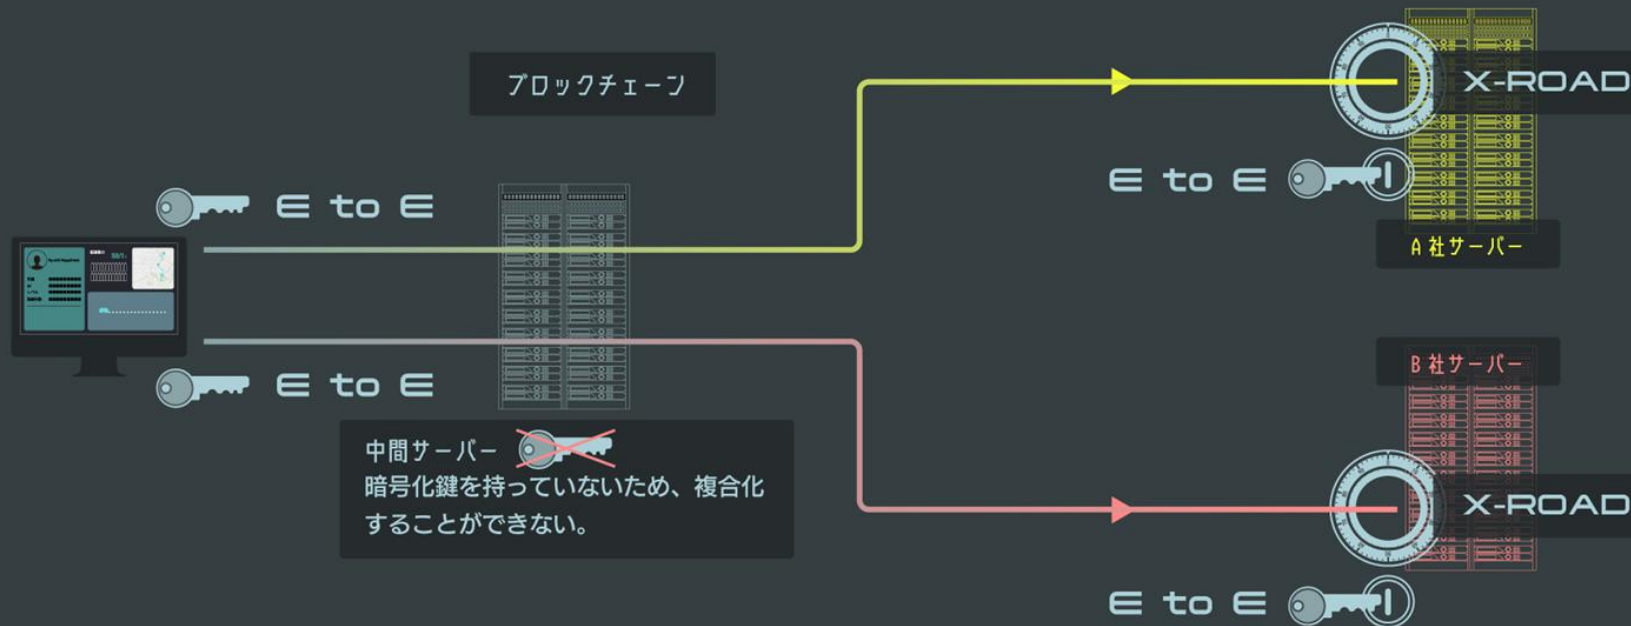 ブロックチェーン
X-ROAD
E to E
E to E
A社サーバー
E to E
中間サーバー
暗号化鍵を持っていないため、複合化
することができない。
B社サーバー
X-ROAD
E to E